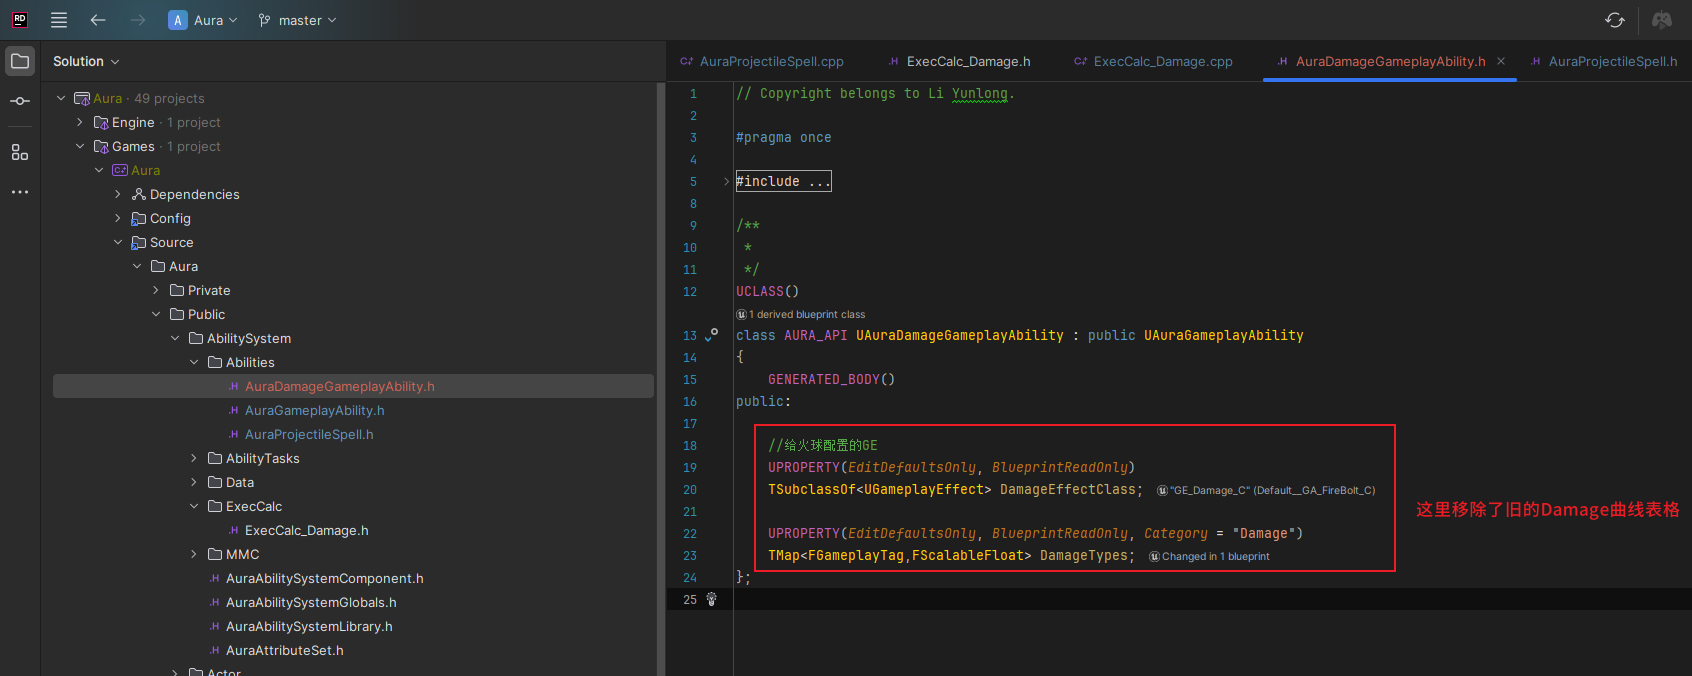 RD
A Aura
master
Solution
AuraProjectileSpell.cpp
.H ExecCalc_Damage.h
ExecCalc_Damage.cpp
.H AuraDamageGameplayAbility.h ×
.H AuraProjectileSpell.h
Aura · 49 projects
Engine · 1 project
Games · 1 project
Aura
Dependencies
Config
Source
Aura
Private
Public
AbilitySystem
Abilities
.H AuraDamageGameplayAbility.h
.H AuraGameplayAbility.h
.H AuraProjectileSpell.h
AbilityTasks
Data
ExecCalc
.H ExecCalc_Damage.h
MMC
.H AuraAbilitySystemComponent.h
.H AuraAbilitySystemGlobals.h
.H AuraAbilitySystemLibrary.h
.H AuraAttributeSet.h
Actor
1 // Copyright belongs to Li Yunlong.
2
3 #pragma once
4
5 #include ...
8
9 /**
10 *
11 */
12 UCLASS()
1 derived blueprint class
13 class AURA_API UAuraDamageGameplayAbility : public UAuraGameplayAbility
14 {
15 GENERATED_BODY()
16 public:
17
18 //给火球配置的GE
19 UPROPERTY(EditDefaultsOnly, BlueprintReadOnly)
20 TSubclassOf<UGameplayEffect> DamageEffectClass; "GE_Damage_C" (Default__GA_FireBolt_C)
21
22 UPROPERTY(EditDefaultsOnly, BlueprintReadOnly, Category = "Damage")
23 TMap<FGameplayTag,FScalableFloat> DamageTypes; Changed in 1 blueprint
24 };
25
这里移除了旧的Damage曲线表格